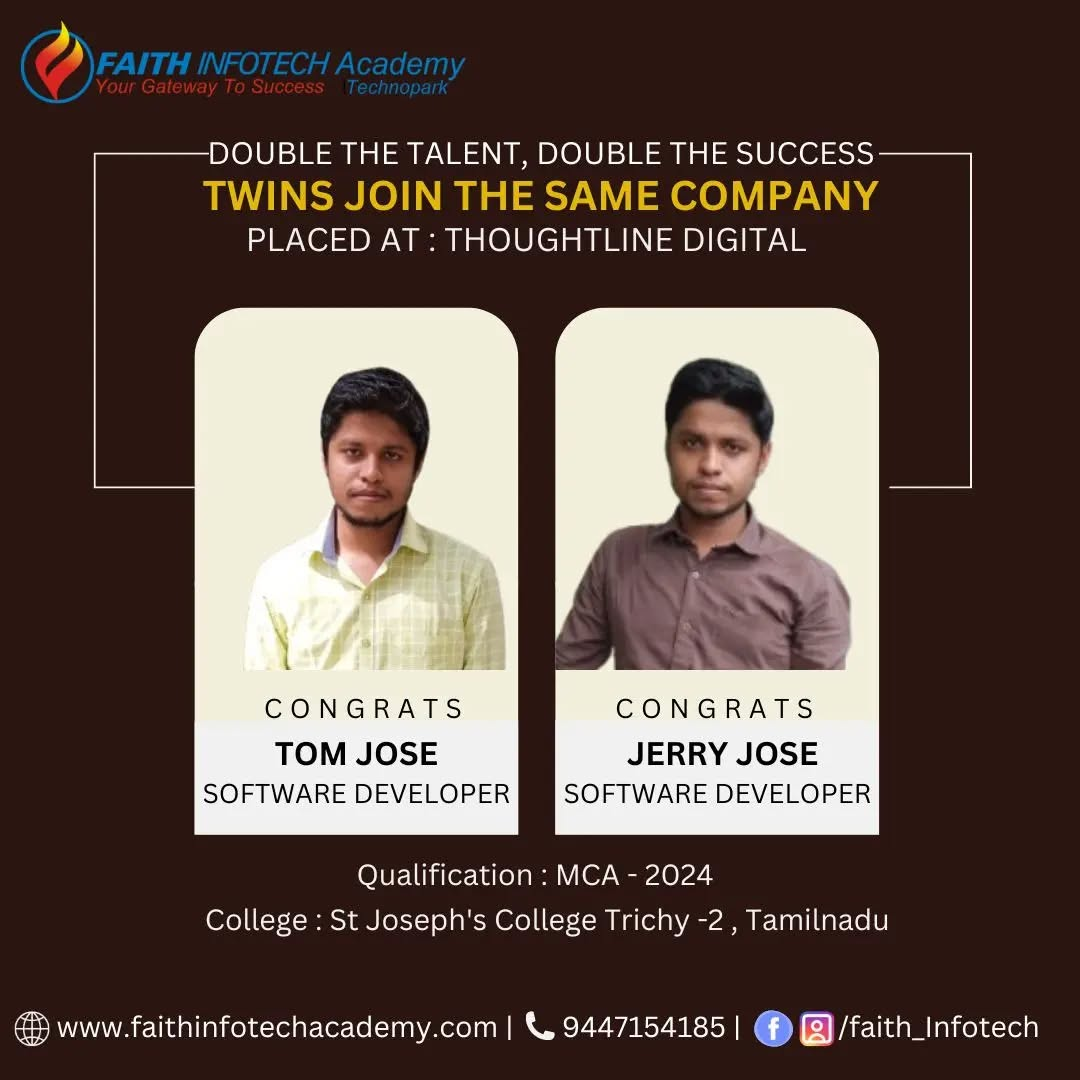 FAITH INFOTECH Academy
Your Gateway To Success Technopark
DOUBLE THE TALENT, DOUBLE THE SUCCESS
TWINS JOIN THE SAME COMPANY
PLACED AT : THOUGHTLINE DIGITAL
CONGRATS
TOM JOSE
SOFTWARE DEVELOPER
CONGRATS
JERRY JOSE
SOFTWARE DEVELOPER
Qualification : MCA - 2024
College : St Joseph's College Trichy -2 , Tamilnadu
www.faithinfotechacademy.com | 9447154185 | /faith_Infotech